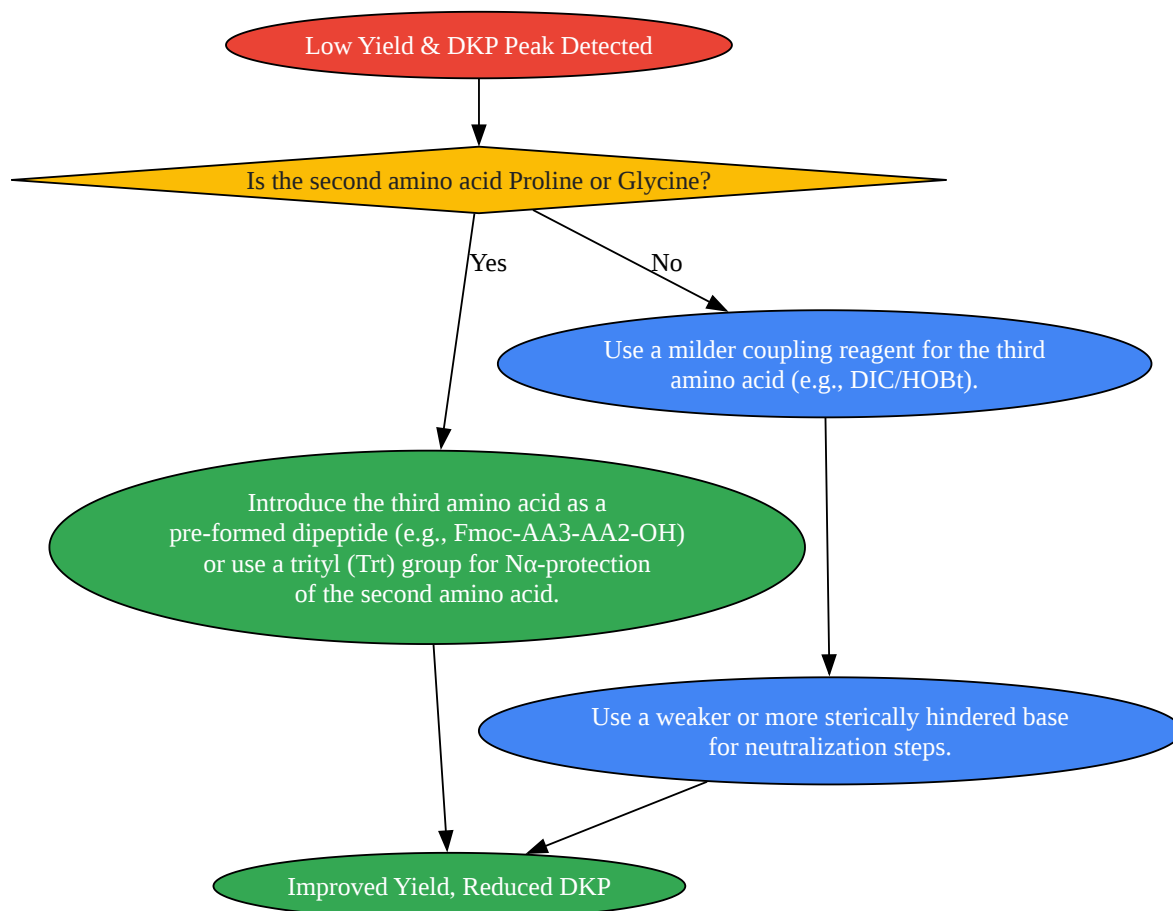 Low Yield & DKP Peak Detected
Is the second amino acid Proline or Glycine?
Yes
No
Use a milder coupling reagent for the third
amino acid (e.g., DIC/HOBt).
Introduce the third amino acid as a
pre-formed dipeptide (e.g., Fmoc-AA3-AA2-OH)
or use a trityl (Trt) group for Nα-protection
of the second amino acid.
Use a weaker or more sterically hindered base
for neutralization steps.
Improved Yield, Reduced DKP